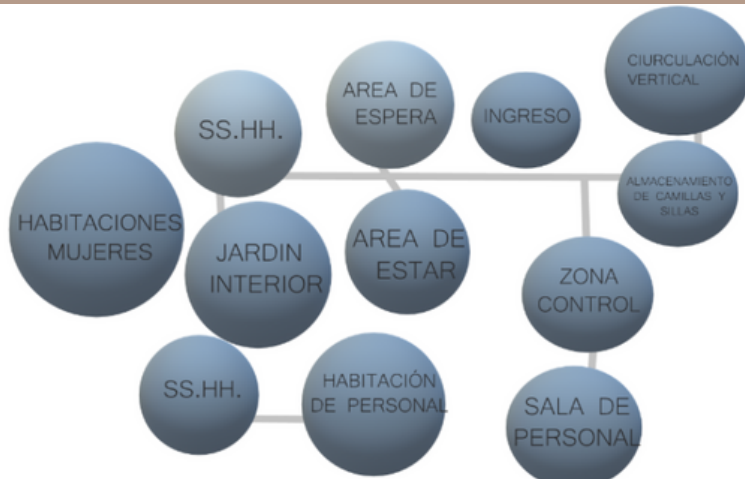 CIURCULACIÓN
VERTICAL
AREA DE
ESPERA
INGRESO
SS.HH.
ALMACENAMIENTO
DE CAMILLAS Y
SILLAS
HABITACIONES
MUJERES
JARDIN
INTERIOR
AREA DE
ESTAR
ZONA
CONTROL
SS.HH.
HABITACIÓN
DE PERSONAL
SALA DE
PERSONAL